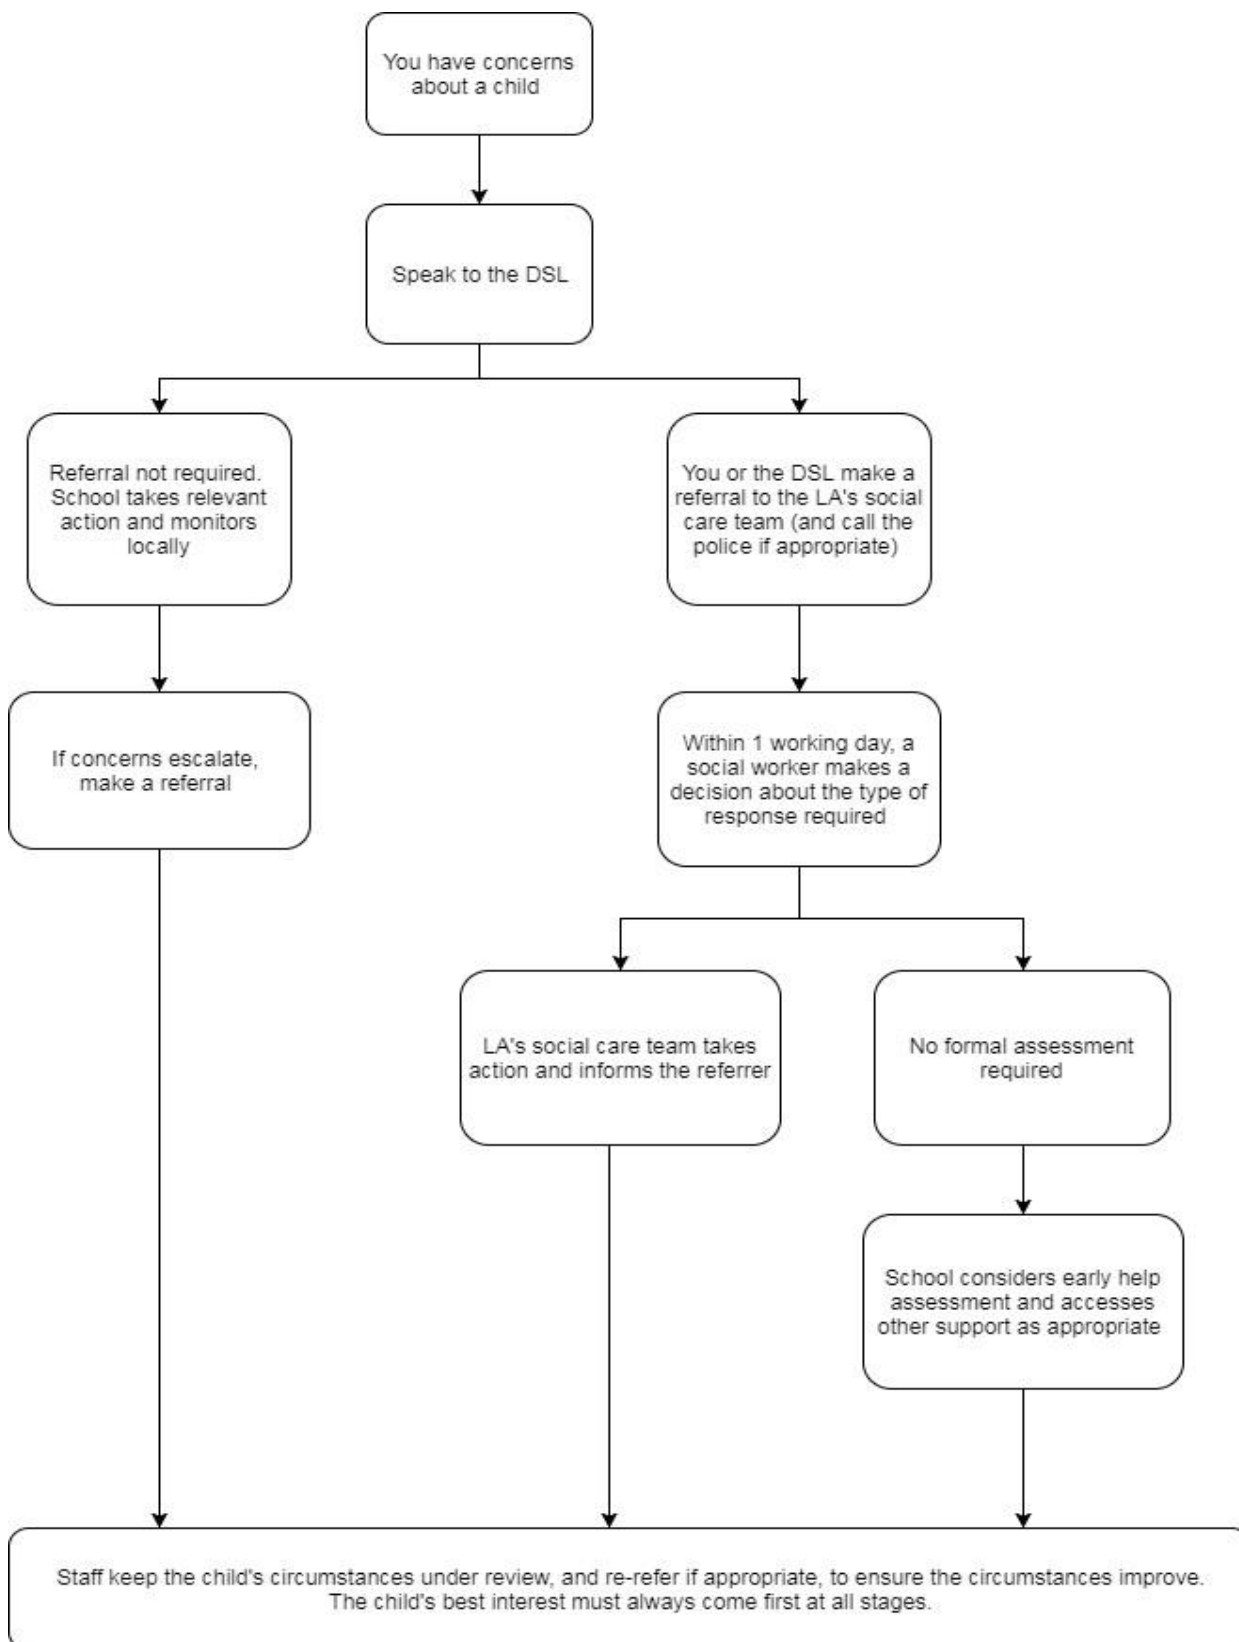 You have concerns
about a child
Speak to the DSL
Referral not required.
School takes relevant
action and monitors
locally
You or the DSL make a
referral to the LA's social
care team (and call the
police if appropriate)
If concerns escalate,
make a referral
Within 1 working day, a
social worker makes a
decision about the type of
response required
LA's social care team takes
action and informs the referrer
No formal assessment
required
School considers early help
assessment and accesses
other support as appropriate
Staff keep the child's circumstances under review, and re-refer if appropriate, to ensure the circumstances improve.
The child's best interest must always come first at all stages.